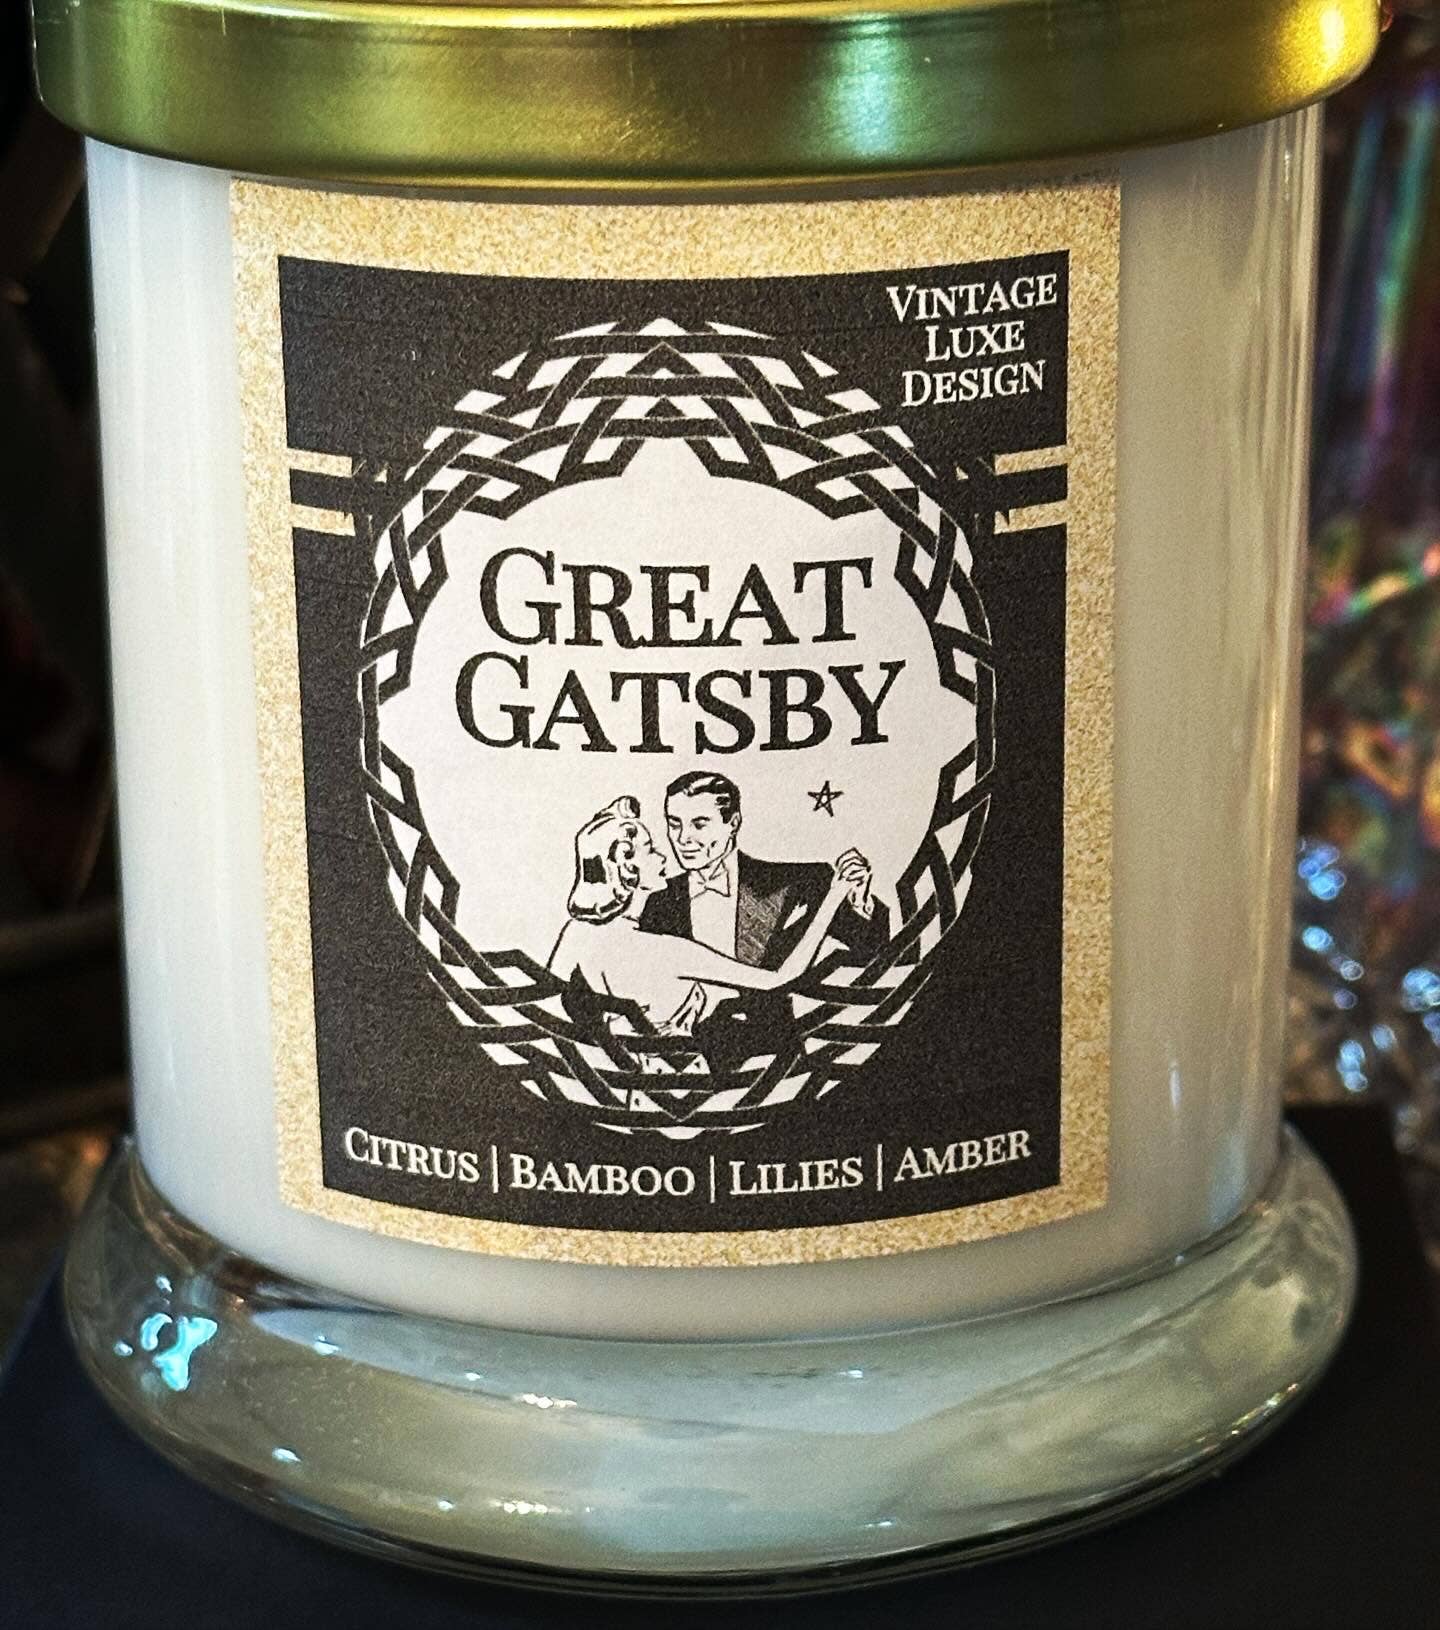 VINTAGE
LUXE
DESIGN
GREAT
GATSBY
CITRUS | BAMBOO | LILIES | AMBER